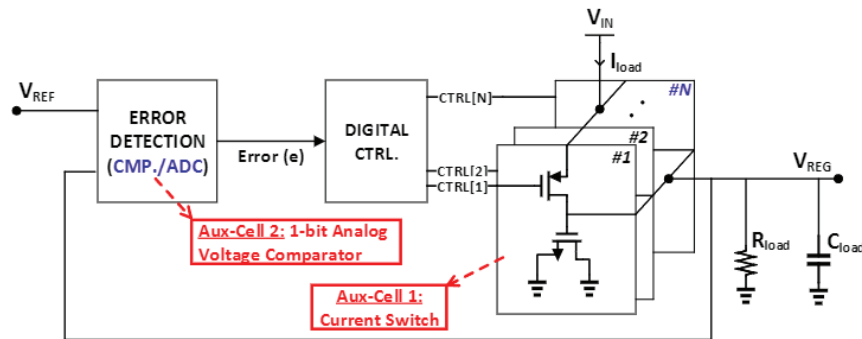 V_IN
I_load
#N
V_REF
ERROR
DETECTION
(CMP./ADC)
Error (e)
DIGITAL
CTRL.
CTRL[N]
CTRL[2]
CTRL[1]
#2
#1
V_REG
R_load
C_load
Aux-Cell 2: 1-bit Analog
Voltage Comparator
Aux-Cell 1:
Current Switch